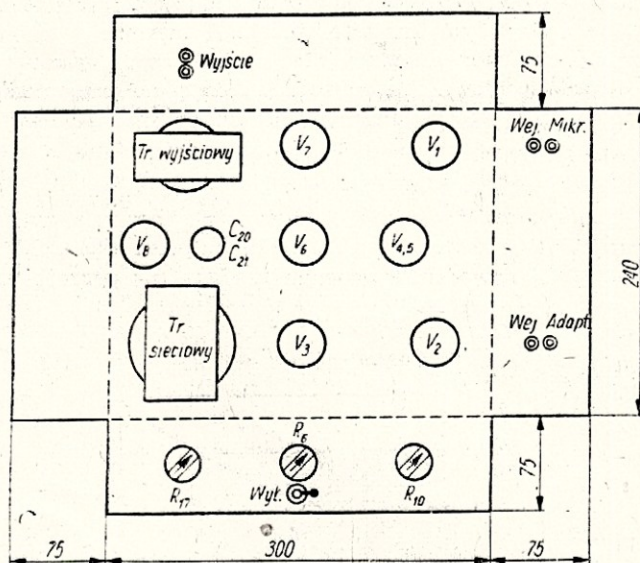 Wyjście
75
Wej. Mikr.
Tr. wyjściowy
V7
V1
V8
C20
C21
V6
V4,5
240
Tr.
sieciowy
V3
V2
Wej Adapt.
R6
R17
Wył.
R10
75
75
300
75